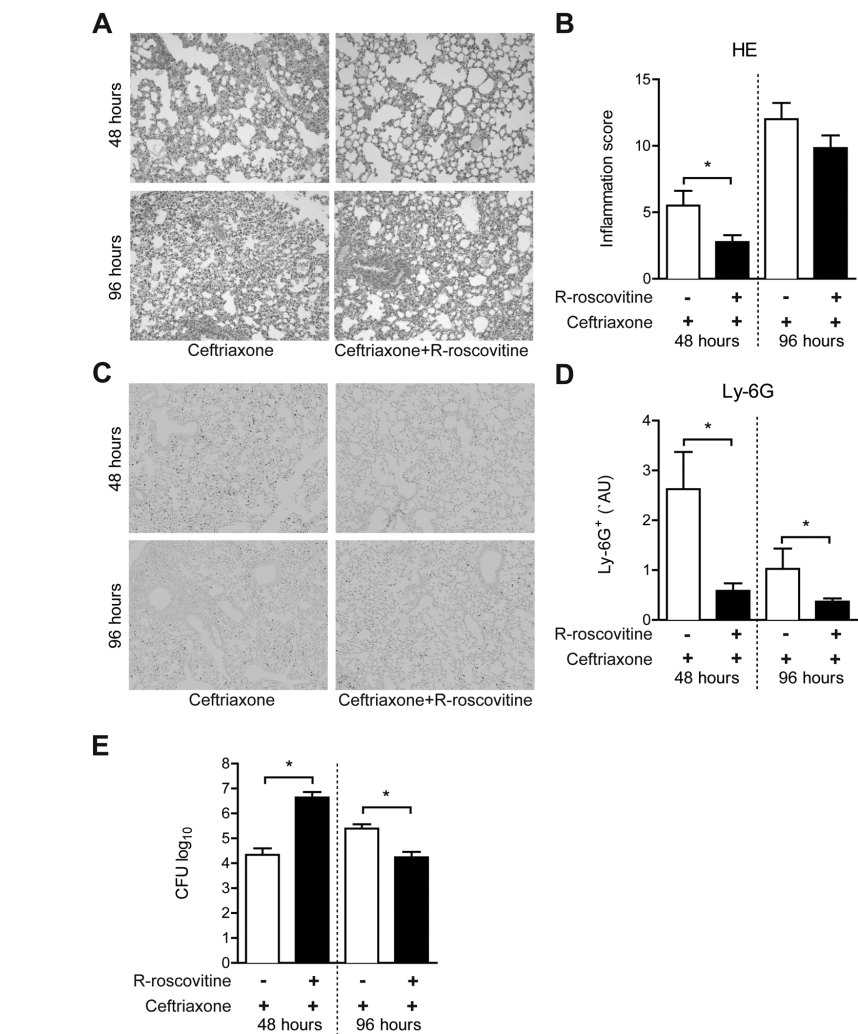 A
48 hours
96 hours
Ceftriaxone
Ceftriaxone+R-roscovitine
B
HE
Inflammation score
15
10
5
0
*
R-roscovitine - + - +
Ceftriaxone + + + +
48 hours 96 hours
C
48 hours
96 hours
Ceftriaxone
Ceftriaxone+R-roscovitine
D
Ly-6G
Ly-6G+ (`AU)
4
3
2
1
0
*
*
R-roscovitine - + - +
Ceftriaxone + + + +
48 hours 96 hours
E
CFU log10
8
7
6
5
4
3
2
1
0
*
*
R-roscovitine - + - +
Ceftriaxone + + + +
48 hours 96 hours